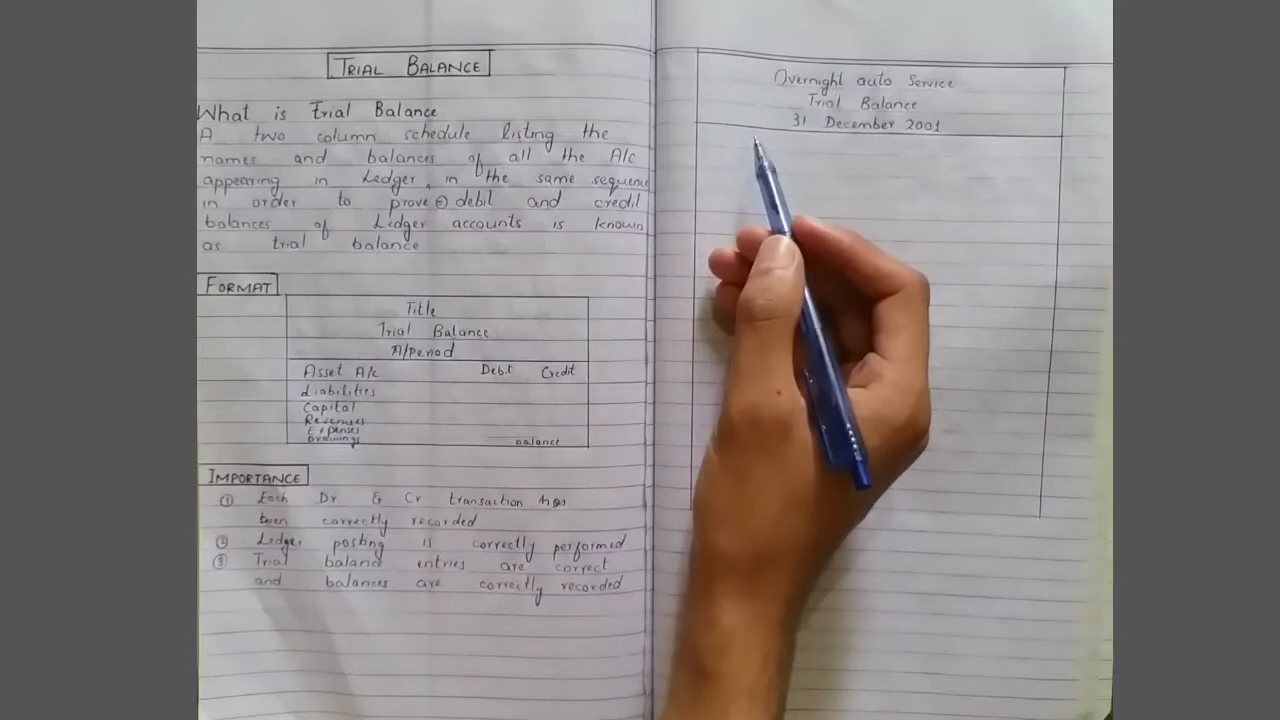 TRIAL BALANCE
What is trial Balance
A two column schedule listing the
names and balances of all the A/c
appearing in Ledger, in the same sequence
in order to prove debit and credit
balances of Ledger accounts is known
as trial balance
FORMAT
Title
Trial Balance
A/period
Asset A/c Debit Credit
Liabilities
Capital
Revenues
Expenses
Drawings balance
IMPORTANCE
① Each Dr & Cr transaction has
been correctly recorded
② Ledger posting is correctly performed
③ Trial balance entries are correct
and balances are correctly recorded
Overnight auto Service
Trial Balance
31 December 2001